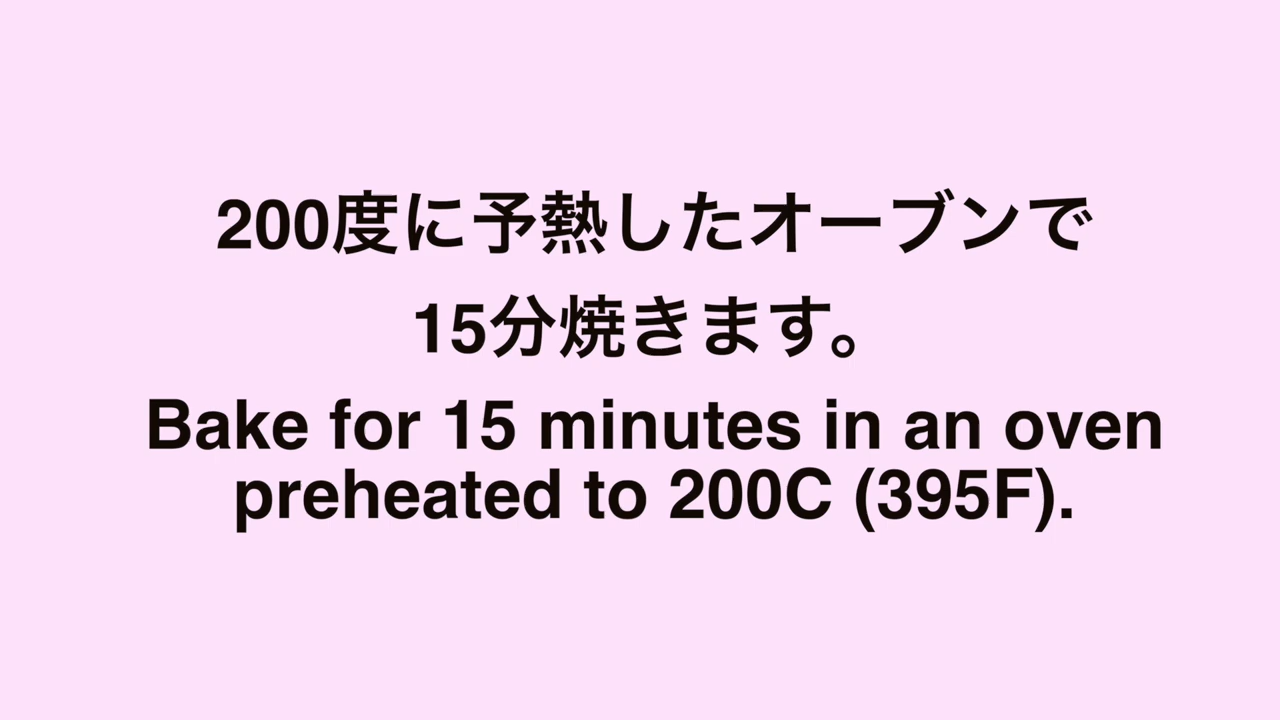 200度に予熱したオーブンで
15分焼きます。
Bake for 15 minutes in an oven
preheated to 200C (395F).